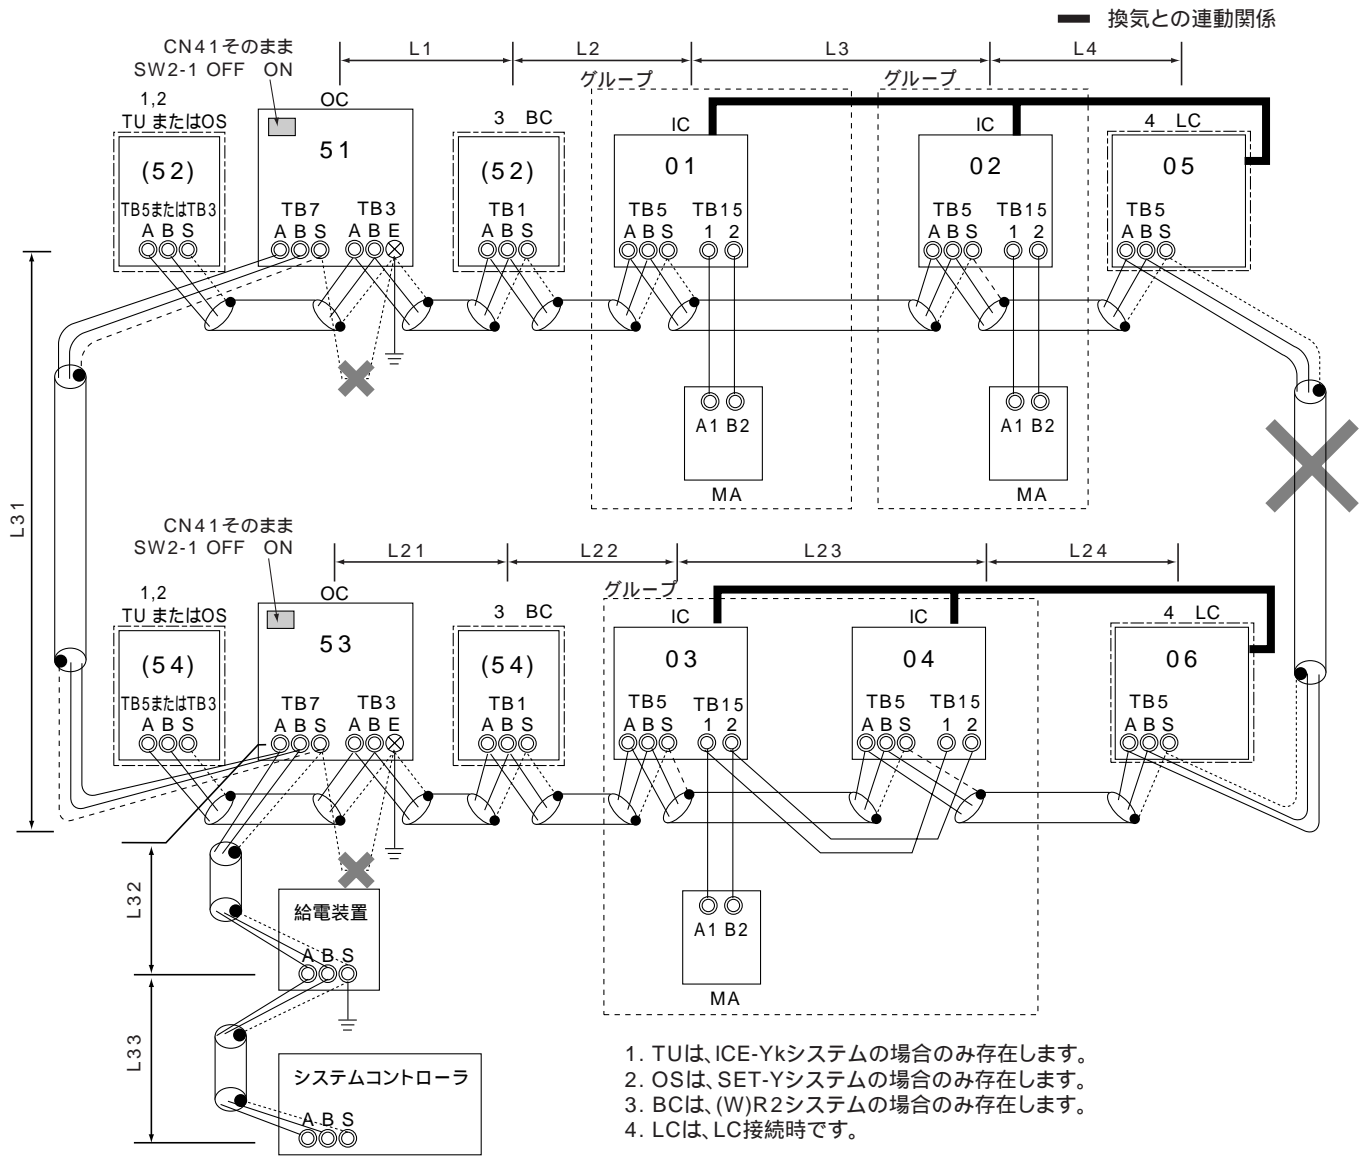 換気との連動関係
CN41そのまま
SW2-1 OFF ON
L1
L2
L3
L4
グループ
グループ
1,2
TU またはOS
OC
3 BC
IC
IC
4 LC
(52)
51
(52)
01
02
05
TB5またはTB3
TB7
TB3
TB1
TB5
TB15
TB5
TB15
TB5
A B S
A B S
A B E
A B S
A B S
1 2
A B S
1 2
A B S
A1 B2
A1 B2
MA
MA
L31
CN41そのまま
SW2-1 OFF ON
L21
L22
L23
L24
グループ
1,2
TU またはOS
OC
3 BC
IC
IC
4 LC
(54)
53
(54)
03
04
06
TB5またはTB3
TB7
TB3
TB1
TB5
TB15
TB5
TB15
TB5
A B S
A B S
A B E
A B S
A B S
1 2
A B S
1 2
A B S
L32
給電装置
A B S
A1 B2
MA
L33
システムコントローラ
A B S
1. TUは、ICE-Ykシステムの場合のみ存在します。
2. OSは、SET-Yシステムの場合のみ存在します。
3. BCは、(W)R2システムの場合のみ存在します。
4. LCは、LC接続時です。